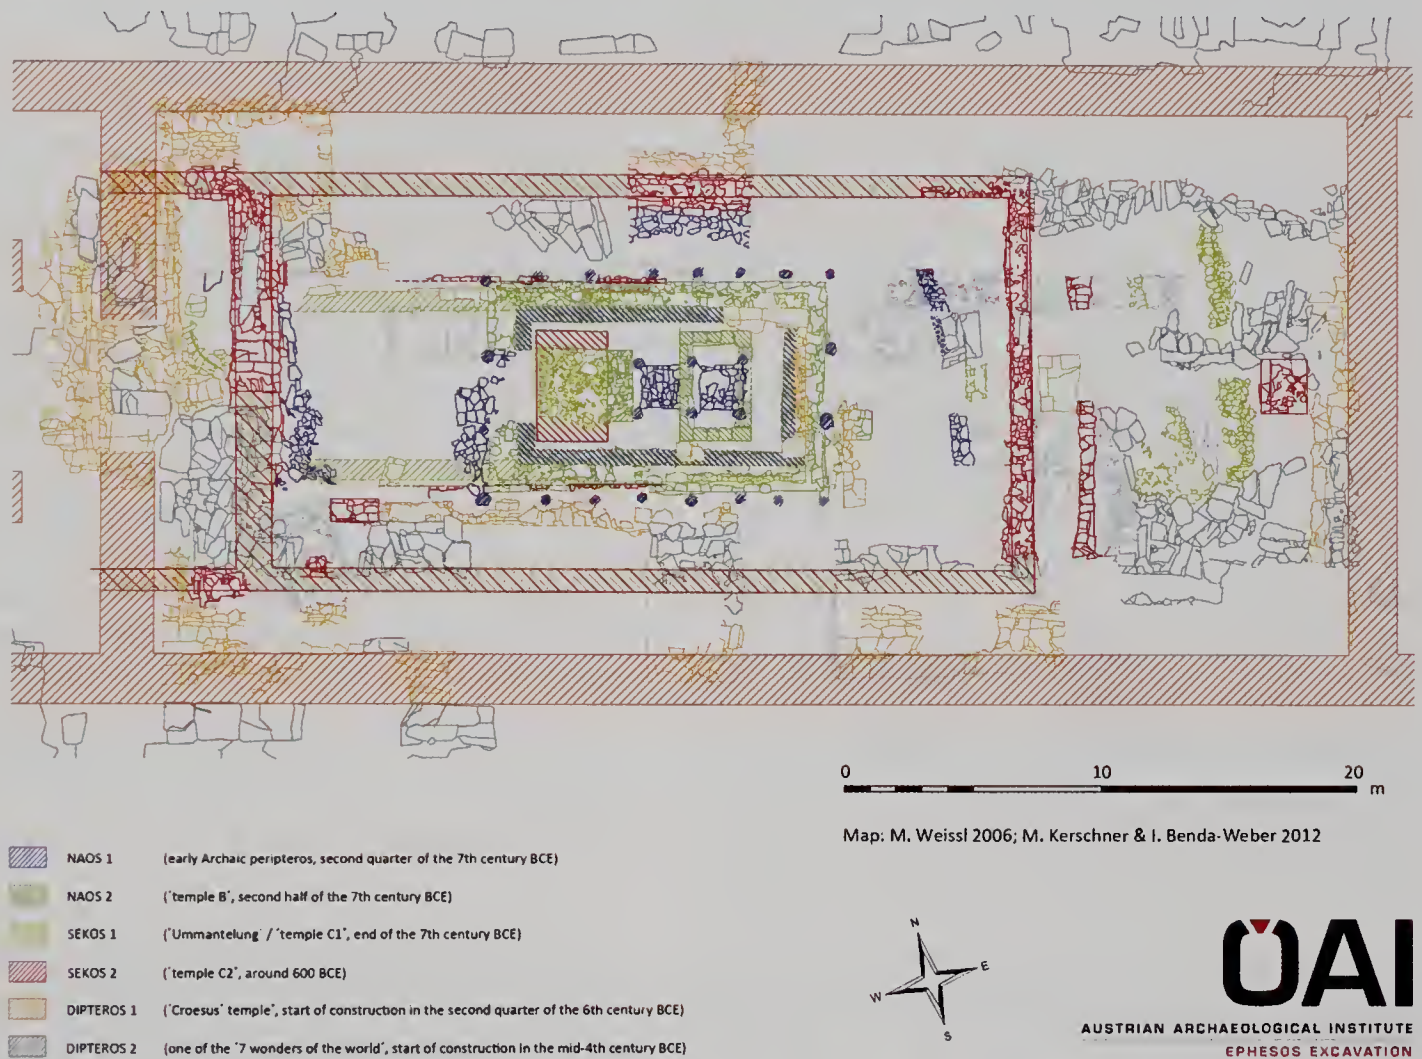 0 10 20
m
Map: M. Weissl 2006; M. Kerschner & I. Benda-Weber 2012
NAOS 1 (early Archaic peripteros, second quarter of the 7th century BCE)
NAOS 2 (‘temple B’, second half of the 7th century BCE)
SEKOS 1 (‘Ummantelung’ / ‘temple C1’, end of the 7th century BCE)
SEKOS 2 (‘temple C2’, around 600 BCE)
DIPTEROS 1 (‘Croesus’ temple’, start of construction in the second quarter of the 6th century BCE)
DIPTEROS 2 (one of the ‘7 wonders of the world’, start of construction in the mid-4th century BCE)
N
E
W
S
ÖAI
AUSTRIAN ARCHAEOLOGICAL INSTITUTE
EPHESOS EXCAVATION